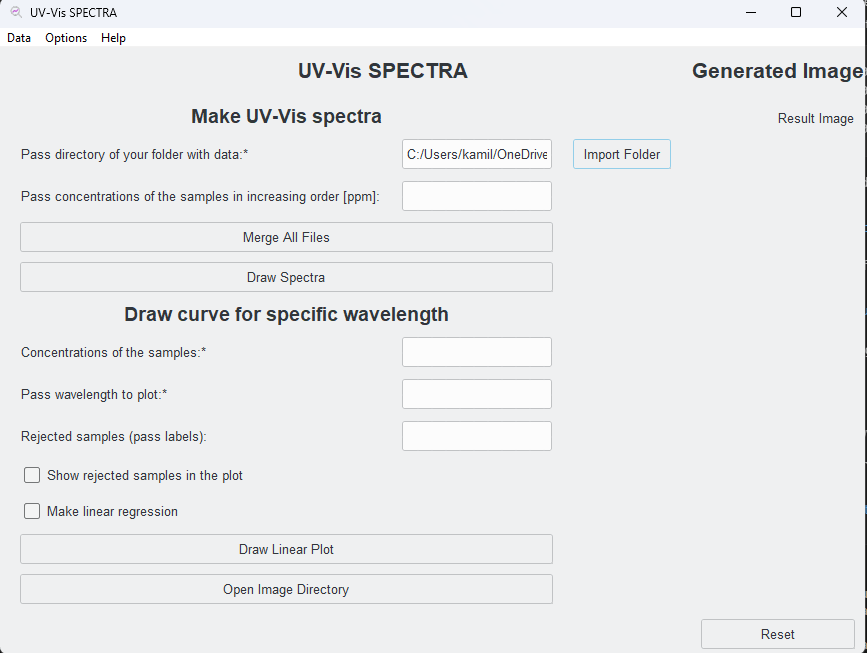 UV-Vis SPECTRA
Data Options Help
UV-Vis SPECTRA
Generated Image
Make UV-Vis spectra
Result Image
Pass directory of your folder with data:* C:/Users/kamil/OneDrive Import Folder
Pass concentrations of the samples in increasing order [ppm]:
Merge All Files
Draw Spectra
Draw curve for specific wavelength
Concentrations of the samples:*
Pass wavelength to plot:*
Rejected samples (pass labels):
Show rejected samples in the plot
Make linear regression
Draw Linear Plot
Open Image Directory
Reset